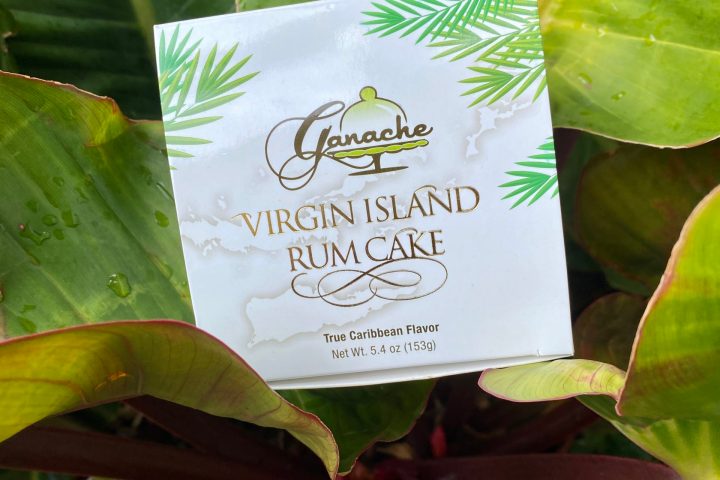 Ganache
VIRGIN ISLAND
RUM CAKE
True Caribbean Flavor
Net Wt. 5.4 oz (153g)